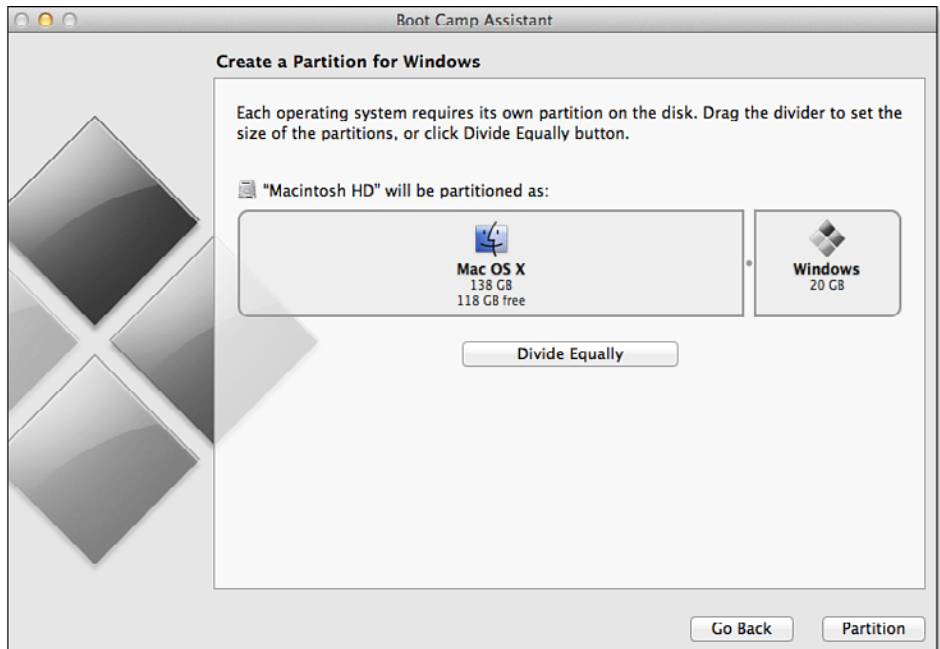 Boot Camp Assistant
Create a Partition for Windows
Each operating system requires its own partition on the disk. Drag the divider to set the
size of the partitions, or click Divide Equally button.
"Macintosh HD" will be partitioned as:
Mac OS X
138 GB
118 GB free
Windows
20 GB
Divide Equally
Go Back
Partition